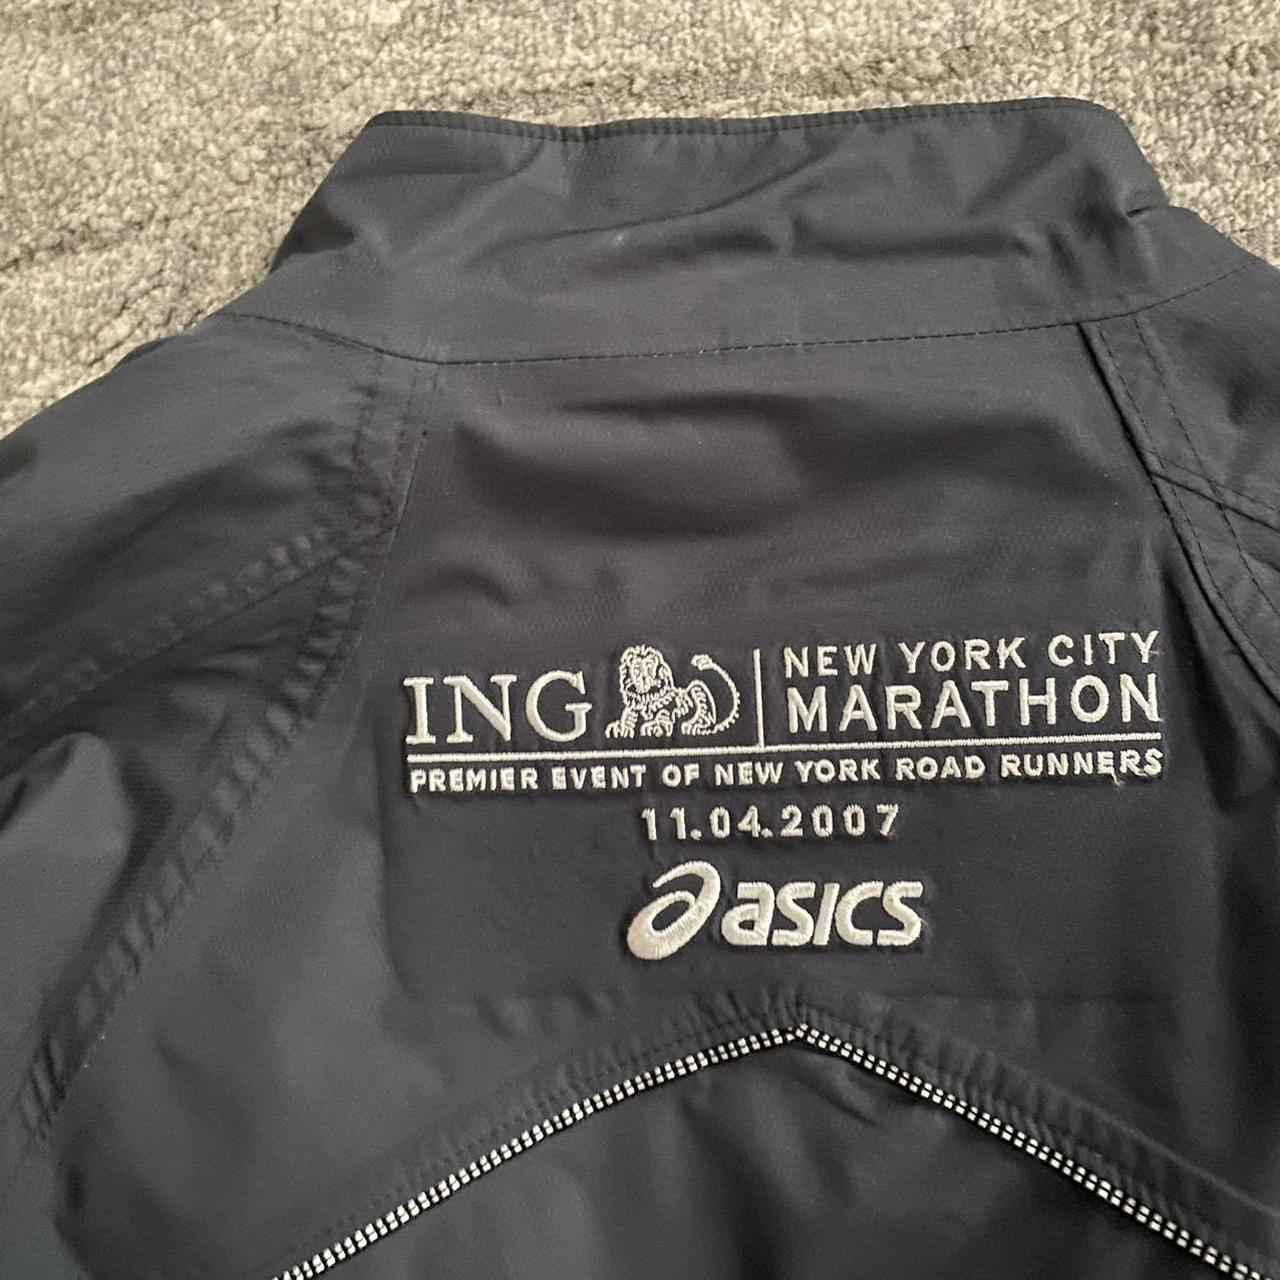 ING NEW YORK CITY
MARATHON
PREMIER EVENT OF NEW YORK ROAD RUNNERS
11.04.2007
asics